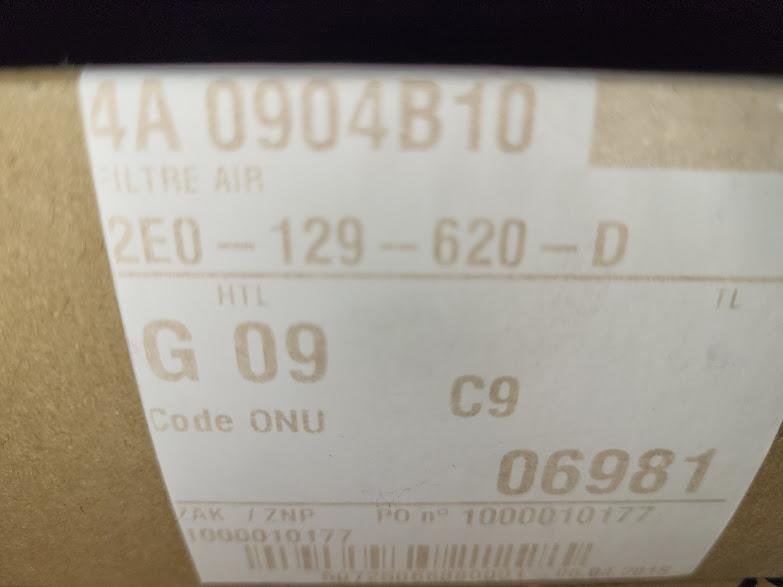 4A 0904B10
FILTRE AIR
2E0-129-620-D
HTL TL
G 09
C9
Code ONU
06981
ZAK / ZNP PO nº 1000010177
1000010177